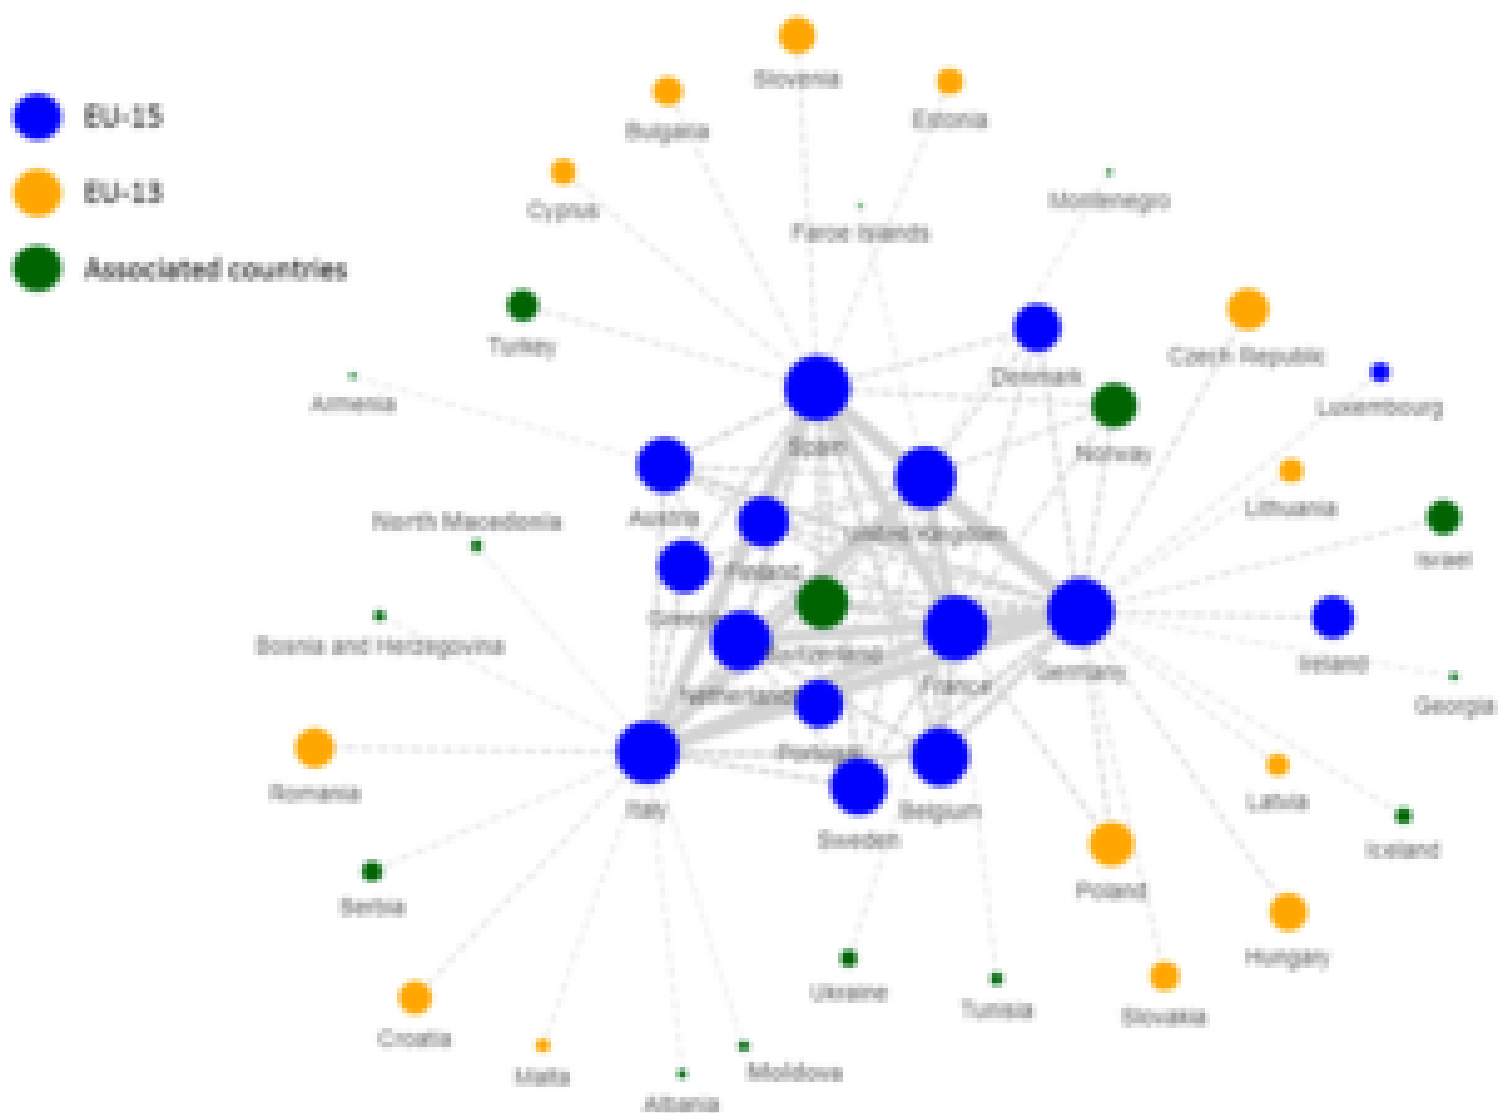 EU-15
EU-13
Associated countries
Slovenia
Estonia
Bulgaria
Montenegro
Cyprus
Faroe Islands
Turkey
Czech Republic
Denmark
Armenia
Luxembourg
Spain
Norway
Lithuania
Austria
North Macedonia
United Kingdom
Israel
Finland
Greece
Bosnia and Herzegovina
Switzerland
Ireland
Germany
France
Netherlands
Georgia
Portugal
Romania
Latvia
Italy
Belgium
Sweden
Iceland
Poland
Serbia
Hungary
Ukraine
Tunisia
Slovakia
Croatia
Malta
Moldova
Albania